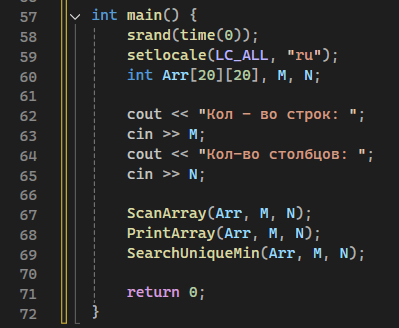 57 int main() {
58 srand(time(0));
59 setlocale(LC_ALL, "ru");
60 int Arr[20][20], M, N;
61
62 cout << "Кол - во строк: ";
63 cin >> M;
64 cout << "Кол-во столбцов: ";
65 cin >> N;
66
67 ScanArray(Arr, M, N);
68 PrintArray(Arr, M, N);
69 SearchUniqueMin(Arr, M, N);
70
71 return 0;
72 }